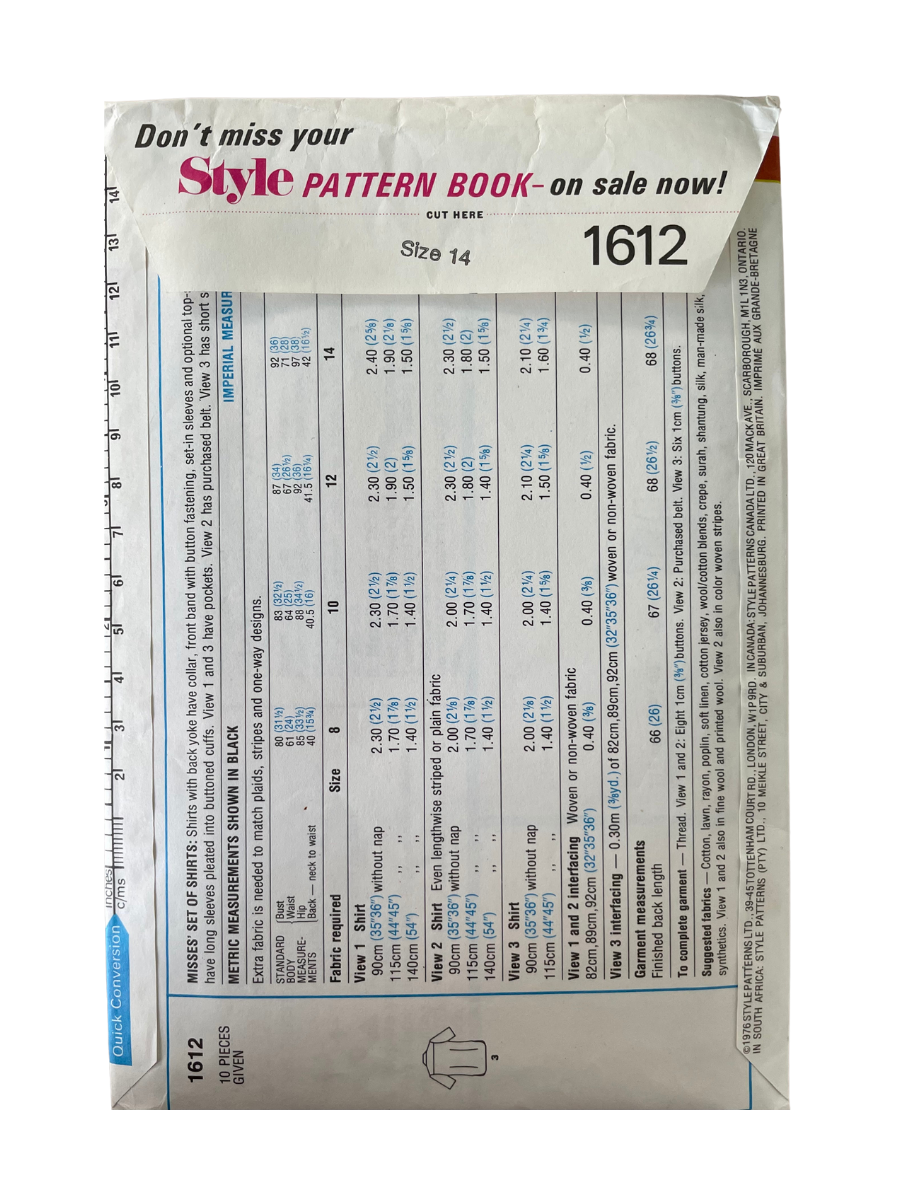 Don't miss your
Style PATTERN BOOK- on sale now!
CUT HERE
Size 14
1612
Quick Conversion
inches
c/ms
2 3 4 5 6 7 8 9 10 11 12 13 14
1612
10 PIECES
GIVEN
3
MISSES' SET OF SHIRTS: Shirts with back yoke have collar, front band with button fastening, set-in sleeves and optional top-
have long sleeves pleated into buttoned cuffs. View 1 and 3 have pockets. View 2 has purchased belt. View 3 has short s
METRIC MEASUREMENTS SHOWN IN BLACK IMPERIAL MEASUR
Extra fabric is needed to match plaids, stripes and one-way designs.
STANDARD Bust 80 (31½) 83 (32½) 87 (34) 92 (36)
BODY Waist 61 (24) 64 (25) 67 (26½) 71 (28)
MEASURE- Hip 85 (33½) 88 (34½) 92 (36) 97 (38)
MENTS Back — neck to waist 40 (15¾) 40.5 (16) 41.5 (16¼) 42 (16½)
Fabric required Size 8 10 12 14
View 1 Shirt
90cm (35"36") without nap 2.30 (2½) 2.30 (2½) 2.30 (2½) 2.40 (2⅝)
115cm (44"45") ,, ,, 1.70 (1⅞) 1.70 (1⅞) 1.90 (2) 1.90 (2⅛)
140cm (54") ,, ,, 1.40 (1½) 1.40 (1½) 1.50 (1⅝) 1.50 (1⅝)
View 2 Shirt Even lengthwise striped or plain fabric
90cm (35"36") without nap 2.00 (2⅛) 2.00 (2¼) 2.30 (2½) 2.30 (2½)
115cm (44"45") ,, ,, 1.70 (1⅞) 1.70 (1⅞) 1.80 (2) 1.80 (2)
140cm (54") ,, ,, 1.40 (1½) 1.40 (1½) 1.40 (1⅝) 1.50 (1⅝)
View 3 Shirt
90cm (35"36") without nap 2.00 (2⅛) 2.00 (2¼) 2.10 (2¼) 2.10 (2¼)
115cm (44"45") ,, ,, 1.40 (1½) 1.40 (1⅝) 1.50 (1⅝) 1.60 (1¾)
View 1 and 2 interfacing Woven or non-woven fabric
82cm,89cm,92cm (32"35"36") 0.40 (⅜) 0.40 (⅜) 0.40 (½) 0.40 (½)
View 3 interfacing — 0.30m (⅜yd.) of 82cm,89cm,92cm (32"35"36") woven or non-woven fabric.
Garment measurements
Finished back length 66 (26) 67 (26¼) 68 (26½) 68 (26¾)
To complete garment — Thread. View 1 and 2: Eight 1cm (⅜") buttons. View 2: Purchased belt. View 3: Six 1cm (⅜") buttons.
Suggested fabrics — Cotton, lawn, rayon, poplin, soft linen, cotton jersey, wool/cotton blends, crepe, surah, shantung, silk, man-made silk,
synthetics. View 1 and 2 also in fine wool and printed wool. View 2 also in color woven stripes.
©1976 STYLE PATTERNS LTD., 39-45 TOTTENHAM COURT RD., LONDON, W1P 9RD. IN CANADA: STYLE PATTERNS CANADA LTD., 120 MACK AVE., SCARBOROUGH, M1L 1N3, ONTARIO.
IN SOUTH AFRICA: STYLE PATTERNS (PTY) LTD., 10 MEIKLE STREET, CITY & SUBURBAN, JOHANNESBURG. PRINTED IN GREAT BRITAIN. IMPRIME AUX GRANDE-BRETAGNE